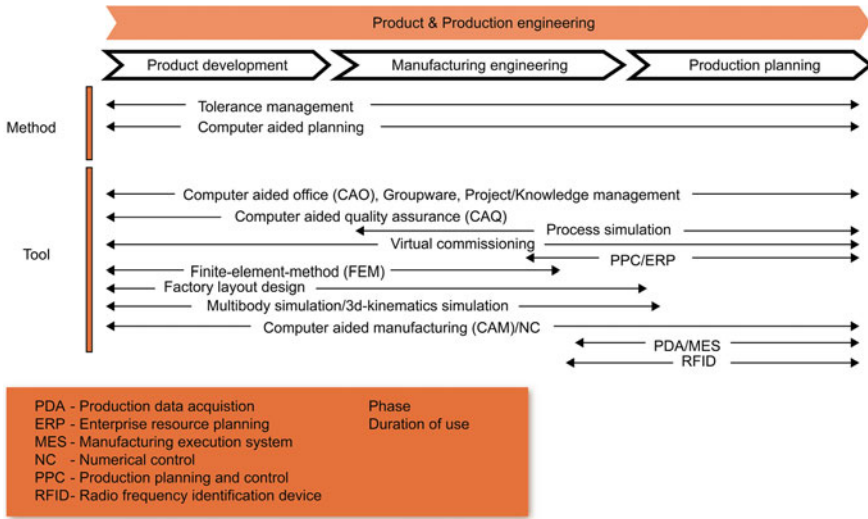 Product & Production engineering
Product development
Manufacturing engineering
Production planning
Method
Tolerance management
Computer aided planning
Tool
Computer aided office (CAO), Groupware, Project/Knowledge management
Computer aided quality assurance (CAQ)
Process simulation
Virtual commissioning
PPC/ERP
Finite-element-method (FEM)
Factory layout design
Multibody simulation/3d-kinematics simulation
Computer aided manufacturing (CAM)/NC
PDA/MES
RFID
PDA - Production data acquistion
ERP - Enterprise resource planning
MES - Manufacturing execution system
NC - Numerical control
PPC - Production planning and control
RFID- Radio frequency identification device
Phase
Duration of use